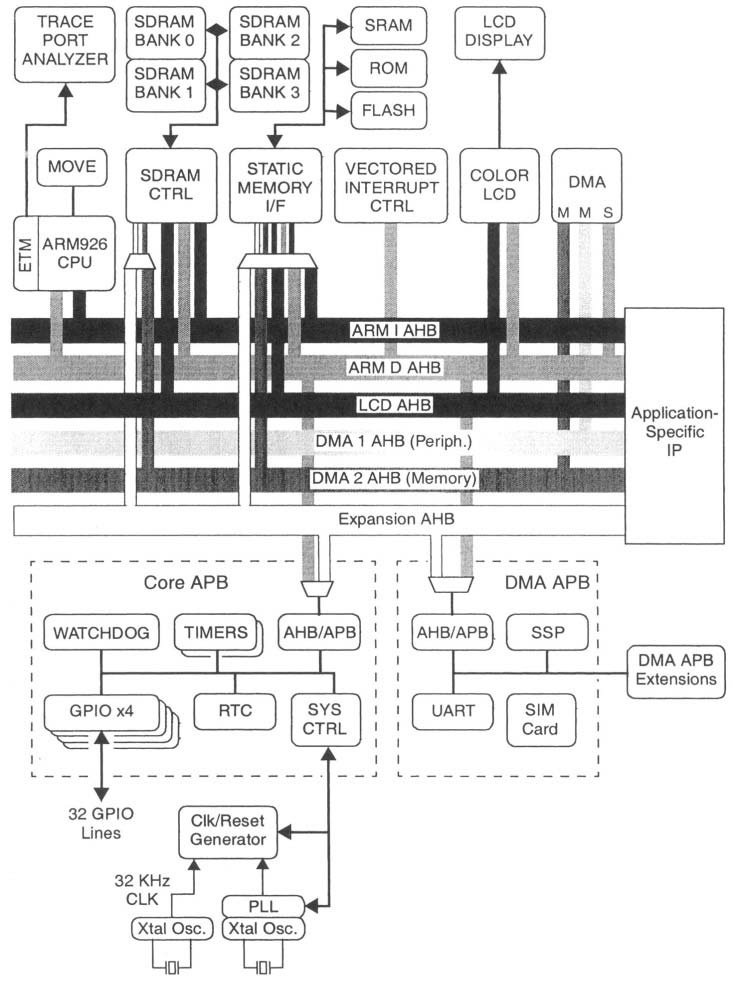 TRACE
PORT
ANALYZER
SDRAM
BANK 0
SDRAM
BANK 2
SDRAM
BANK 1
SDRAM
BANK 3
SRAM
ROM
FLASH
LCD
DISPLAY
MOVE
SDRAM
CTRL
STATIC
MEMORY
I/F
VECTORED
INTERRUPT
CTRL
COLOR
LCD
DMA
M M S
ETM
ARM926
CPU
ARM I AHB
ARM D AHB
LCD AHB
DMA 1 AHB (Periph.)
DMA 2 AHB (Memory)
Expansion AHB
Application-
Specific
IP
Core APB
WATCHDOG
TIMERS
AHB/APB
GPIO x4
RTC
SYS
CTRL
32 GPIO
Lines
DMA APB
AHB/APB
SSP
UART
SIM
Card
DMA APB
Extensions
Clk/Reset
Generator
32 KHz
CLK
PLL
Xtal Osc.
Xtal Osc.